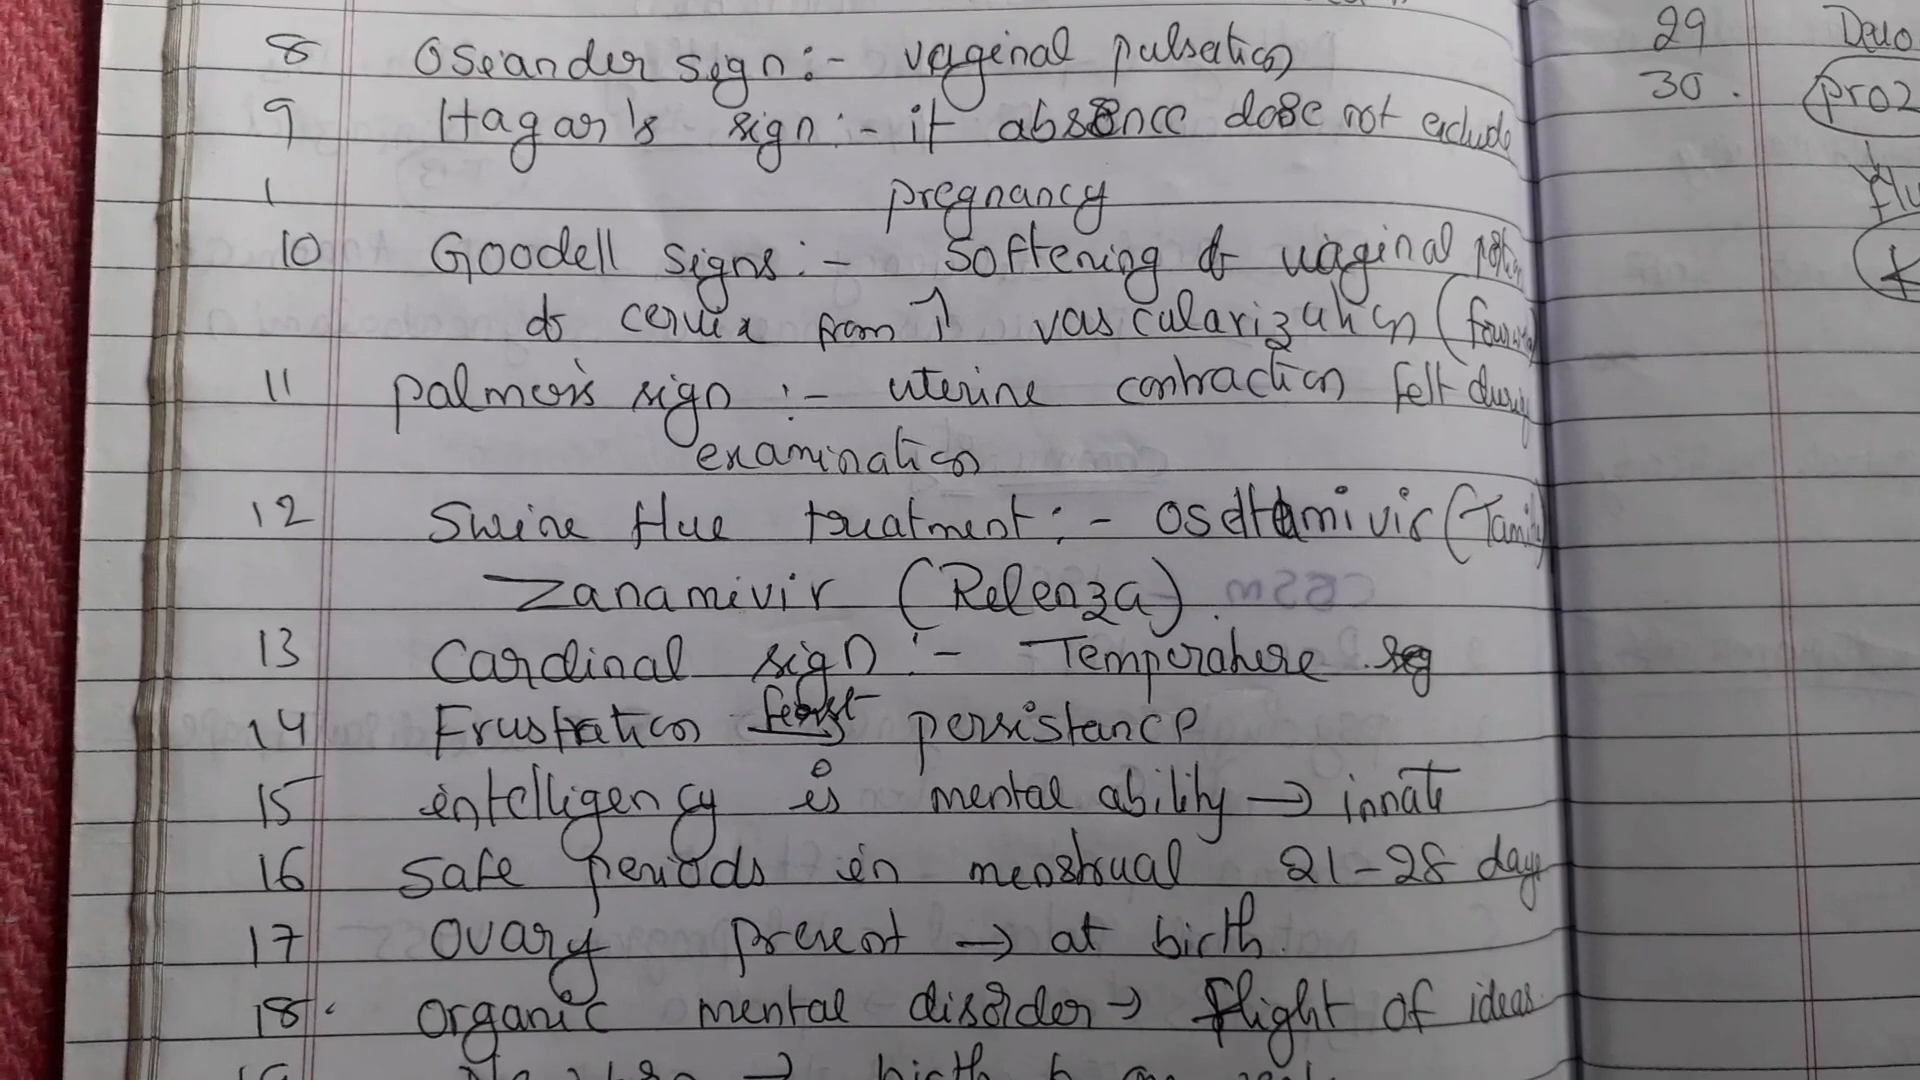 8 Oseander sign :- vaginal pulsation
9 Hagar's sign :- it absence dose not exclude
pregnancy
10 Goodell signs :- Softening of vaginal
of cervix from ↑ vascularization (
11 palmer's sign :- uterine contraction felt during
examination
12 Swine flue treatment :- Oseltamivir (
Zanamivir (Relenza).
13 Cardinal sign :- Temperature
14 Frustration persistance
15 intelligency is mental ability → innate
16 Safe periods in menstrual 21-28 days
17 Ovary present → at birth.
18. Organic mental disorder → flight of ideas
29
30.